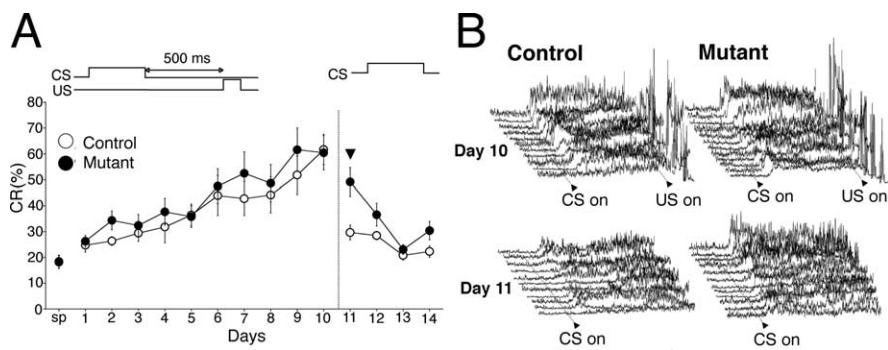 A
500 ms
CS
US
CS
80
70
60
50
40
30
20
10
0
CR(%)
Control
Mutant
sp 1 2 3 4 5 6 7 8 9 10 11 12 13 14
Days
B
Control Mutant
Day 10
CS on US on CS on US on
Day 11
CS on CS on